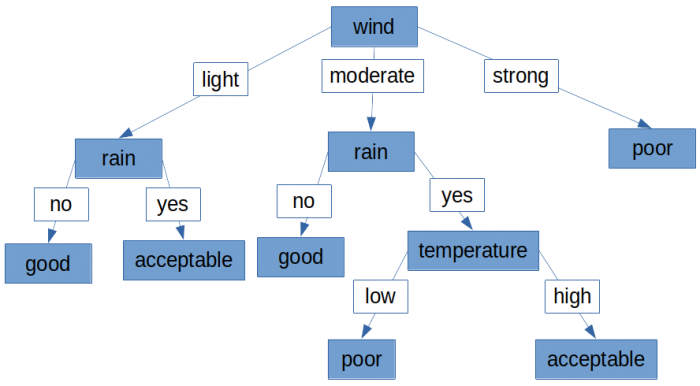 wind
light
moderate
strong
rain
rain
poor
no
yes
no
yes
good
acceptable
good
temperature
low
high
poor
acceptable